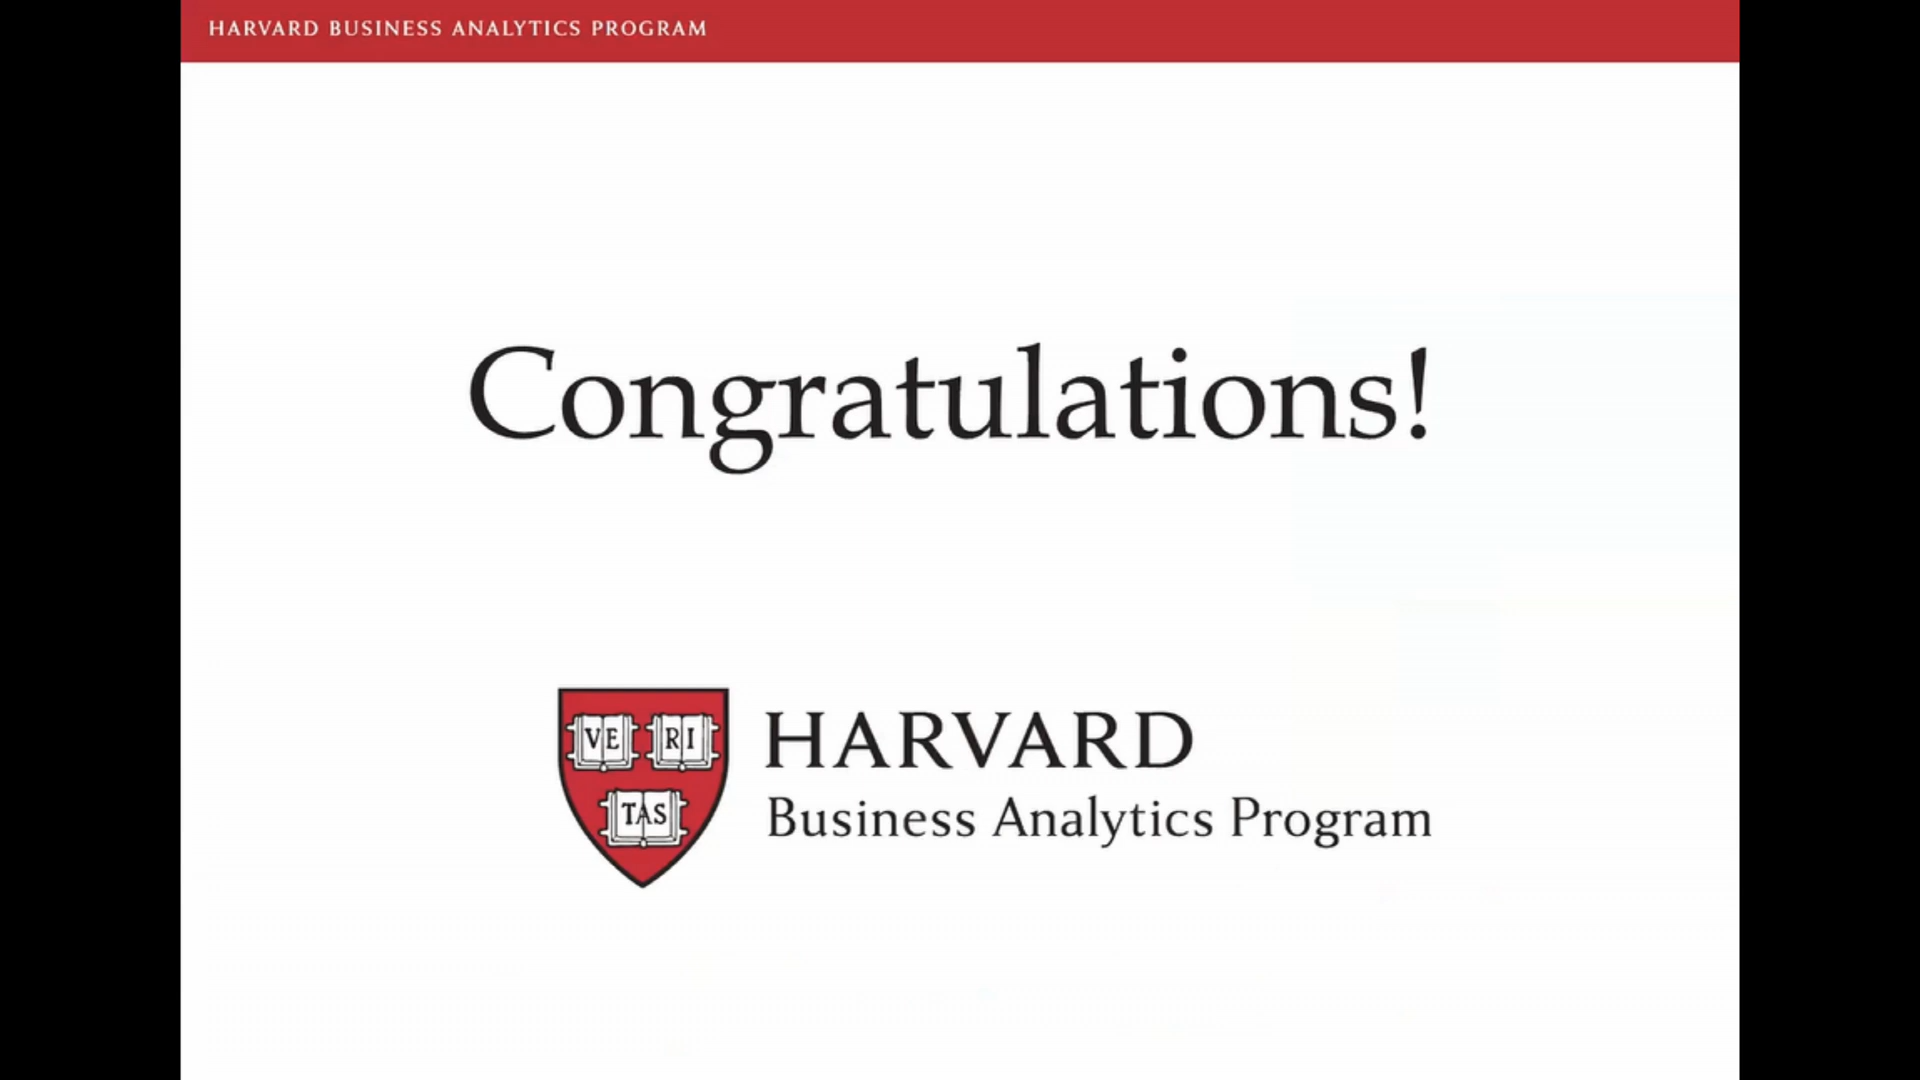 HARVARD BUSINESS ANALYTICS PROGRAM
Congratulations!
VE RI
TAS
HARVARD
Business Analytics Program